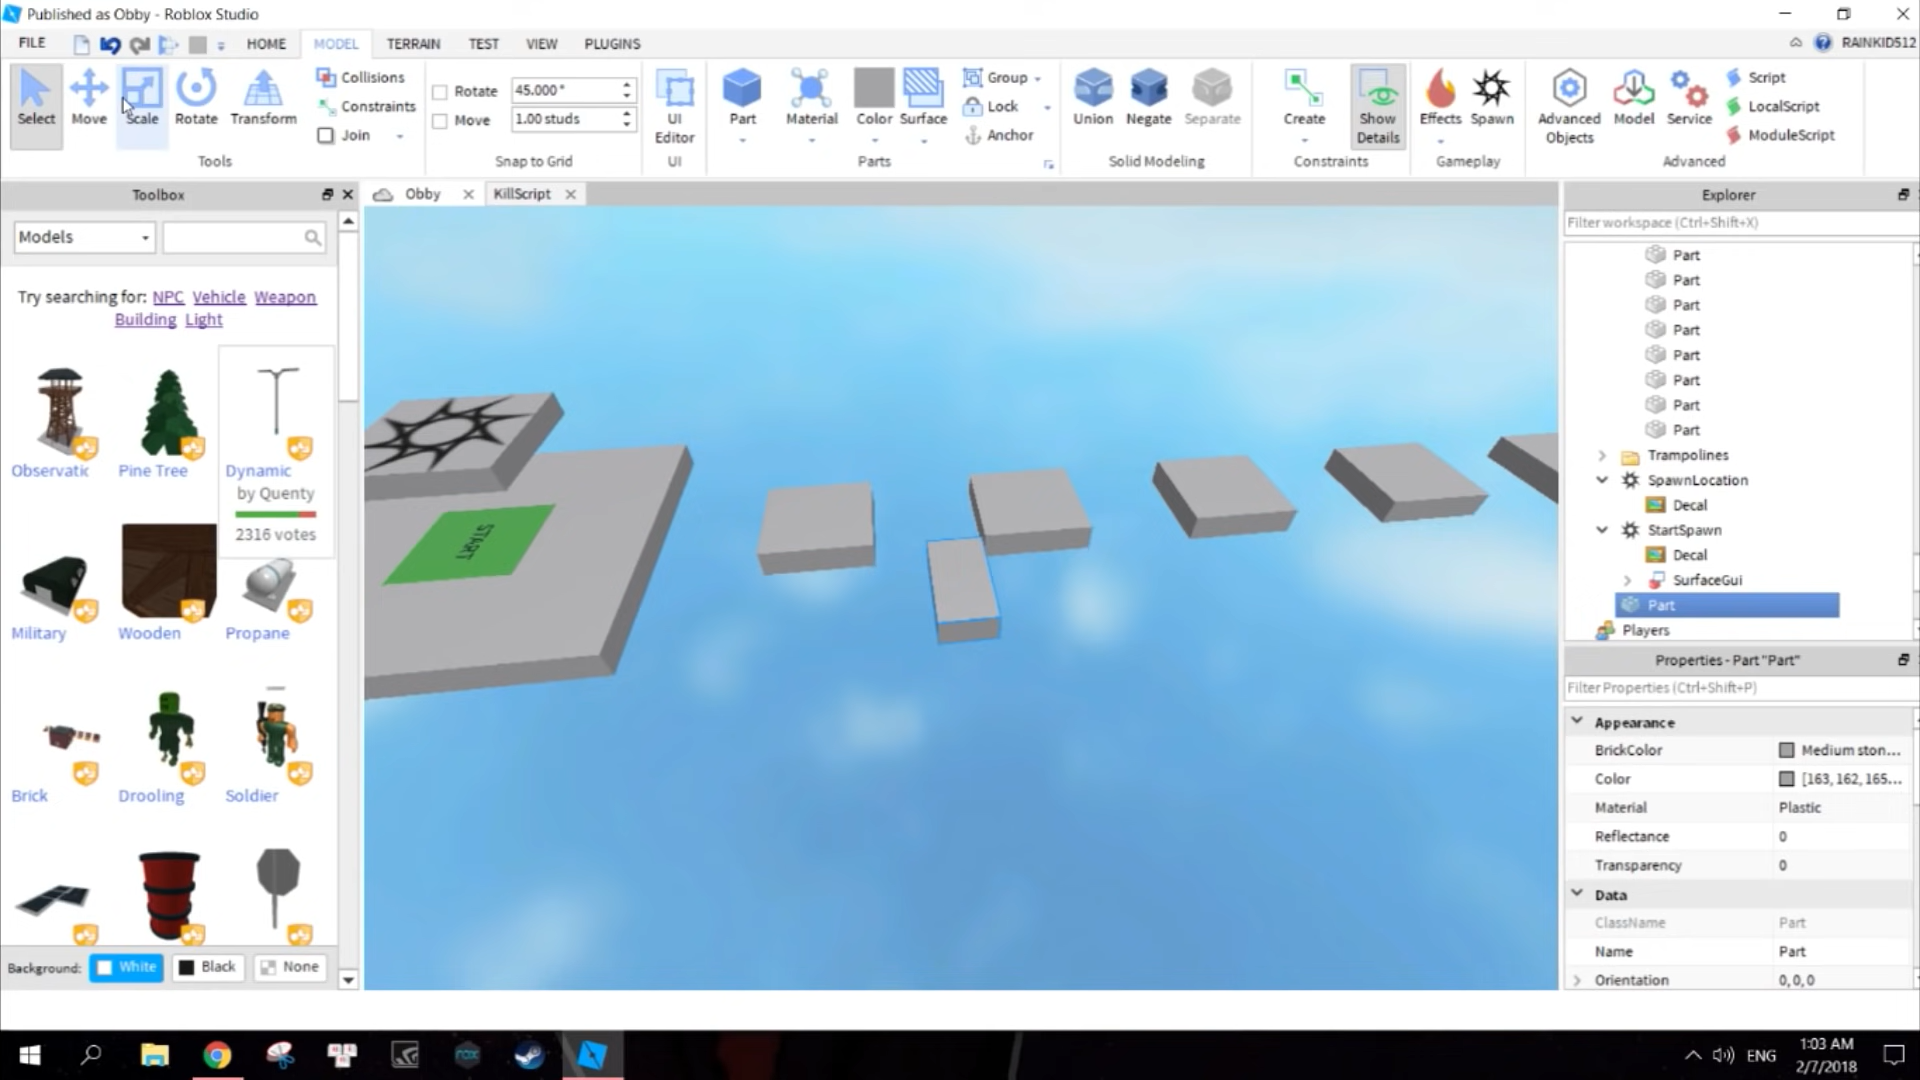 Published as Obby - Roblox Studio
FILE
HOME
MODEL
TERRAIN
TEST
VIEW
PLUGINS
RAINKID512
Select
Move
Scale
Rotate
Transform
Collisions
Constraints
Join
Tools
Rotate
45.000°
Move
1.00 studs
Snap to Grid
UI
Editor
UI
Part
Material
Color
Surface
Group
Lock
Anchor
Parts
Union
Negate
Separate
Solid Modeling
Create
Show
Details
Constraints
Effects
Spawn
Gameplay
Advanced
Objects
Model
Service
Script
LocalScript
ModuleScript
Advanced
Toolbox
Models
Try searching for: NPC Vehicle Weapon
Building Light
Observatic
Pine Tree
Dynamic
by Quenty
2316 votes
Military
Wooden
Propane
Brick
Drooling
Soldier
Background:
White
Black
None
Obby
KillScript
START
Explorer
Filter workspace (Ctrl+Shift+X)
Part
Part
Part
Part
Part
Part
Part
Part
Trampolines
SpawnLocation
Decal
StartSpawn
Decal
SurfaceGui
Part
Players
Properties - Part "Part"
Filter Properties (Ctrl+Shift+P)
Appearance
BrickColor
Medium ston...
Color
[163, 162, 165...
Material
Plastic
Reflectance
0
Transparency
0
Data
ClassName
Part
Name
Part
Orientation
0, 0, 0
ENG
1:03 AM
2/7/2018